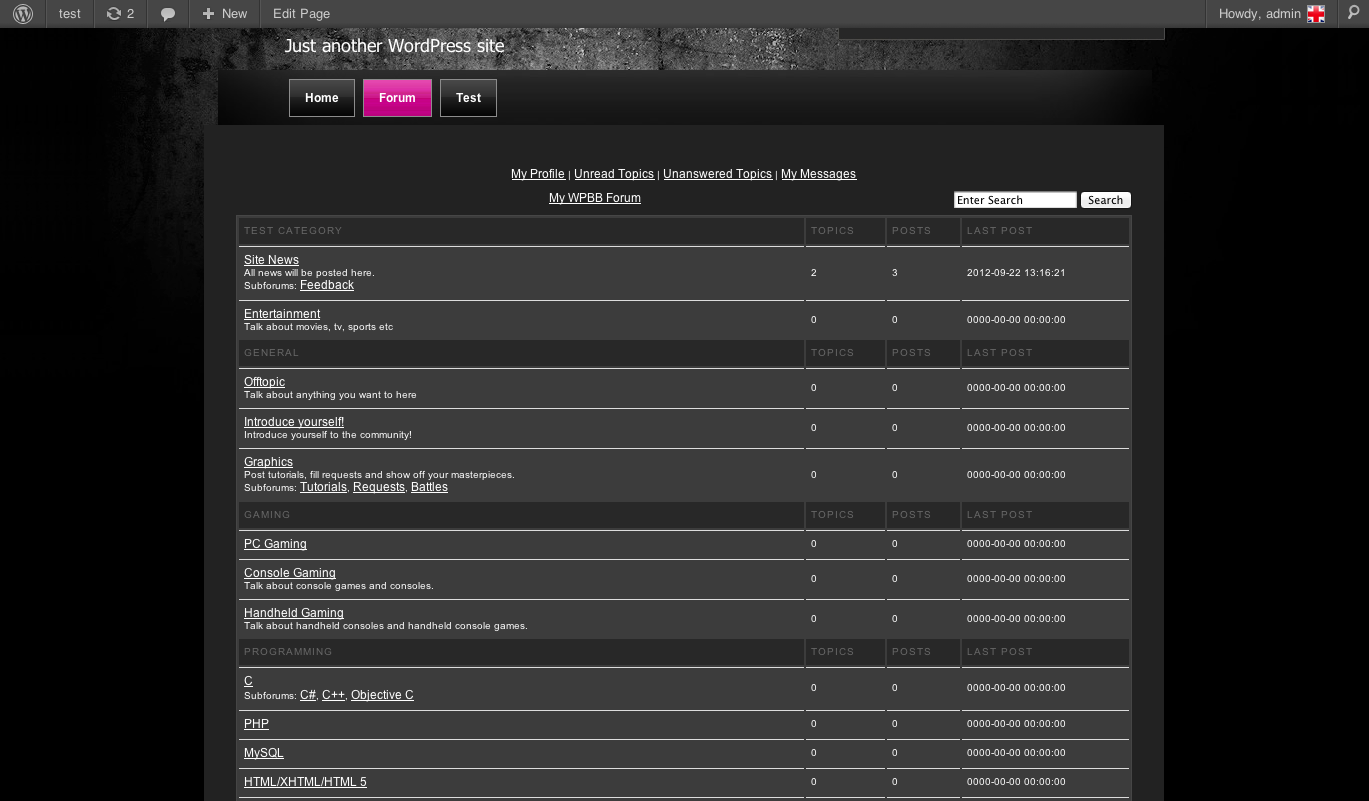 test 2 New Edit Page Howdy, admin
Just another WordPress site
Home Forum Test
My Profile | Unread Topics | Unanswered Topics | My Messages
My WPBB Forum Enter Search Search
TEST CATEGORY TOPICS POSTS LAST POST
Site News
All news will be posted here. 2 3 2012-09-22 13:16:21
Subforums: Feedback
Entertainment
Talk about movies, tv, sports etc 0 0 0000-00-00 00:00:00
GENERAL TOPICS POSTS LAST POST
Offtopic
Talk about anything you want to here 0 0 0000-00-00 00:00:00
Introduce yourself!
Introduce yourself to the community! 0 0 0000-00-00 00:00:00
Graphics
Post tutorials, fill requests and show off your masterpieces. 0 0 0000-00-00 00:00:00
Subforums: Tutorials, Requests, Battles
GAMING TOPICS POSTS LAST POST
PC Gaming 0 0 0000-00-00 00:00:00
Console Gaming
Talk about console games and consoles. 0 0 0000-00-00 00:00:00
Handheld Gaming
Talk about handheld consoles and handheld console games. 0 0 0000-00-00 00:00:00
PROGRAMMING TOPICS POSTS LAST POST
C
Subforums: C#, C++, Objective C 0 0 0000-00-00 00:00:00
PHP 0 0 0000-00-00 00:00:00
MySQL 0 0 0000-00-00 00:00:00
HTML/XHTML/HTML 5 0 0 0000-00-00 00:00:00